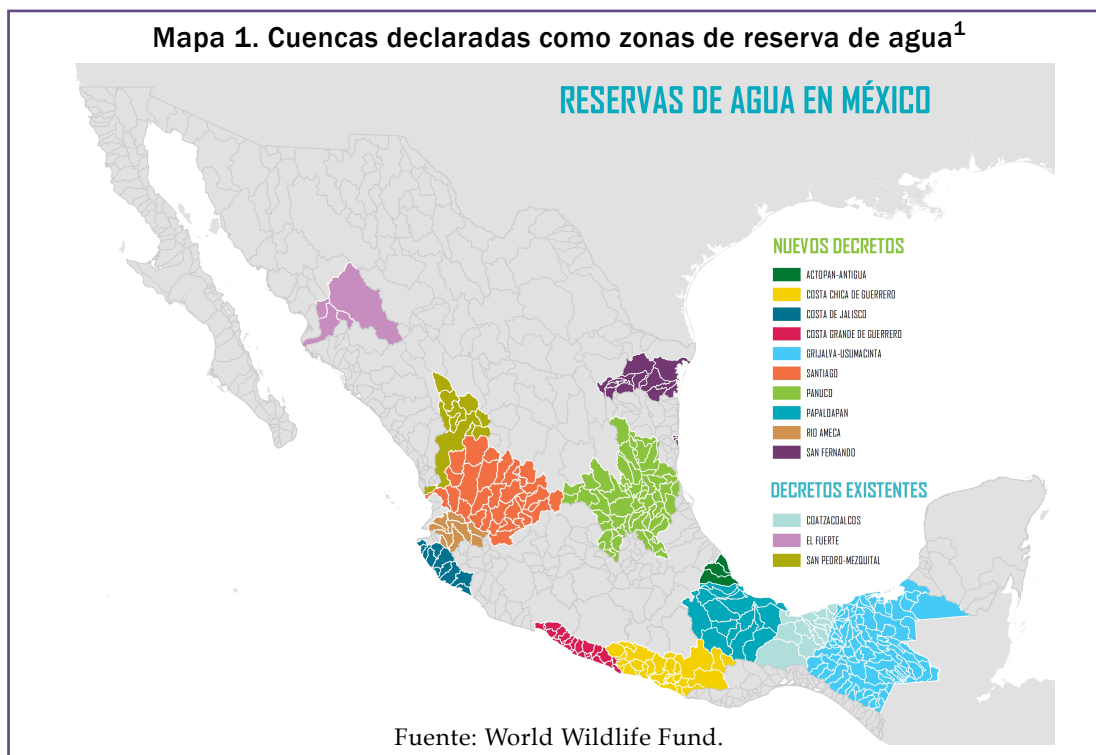 Mapa 1. Cuencas declaradas como zonas de reserva de agua1
RESERVAS DE AGUA EN MÉXICO
NUEVOS DECRETOS
ACTOPAN-ANTIGUA
COSTA CHICA DE GUERRERO
COSTA DE JALISCO
COSTA GRANDE DE GUERRERO
GRIJALVA-USUMACINTA
SANTIAGO
PANUCO
PAPALOAPAN
RIO AMECA
SAN FERNANDO
DECRETOS EXISTENTES
COATZACOALCOS
EL FUERTE
SAN PEDRO-MEZQUITAL
Fuente: World Wildlife Fund.